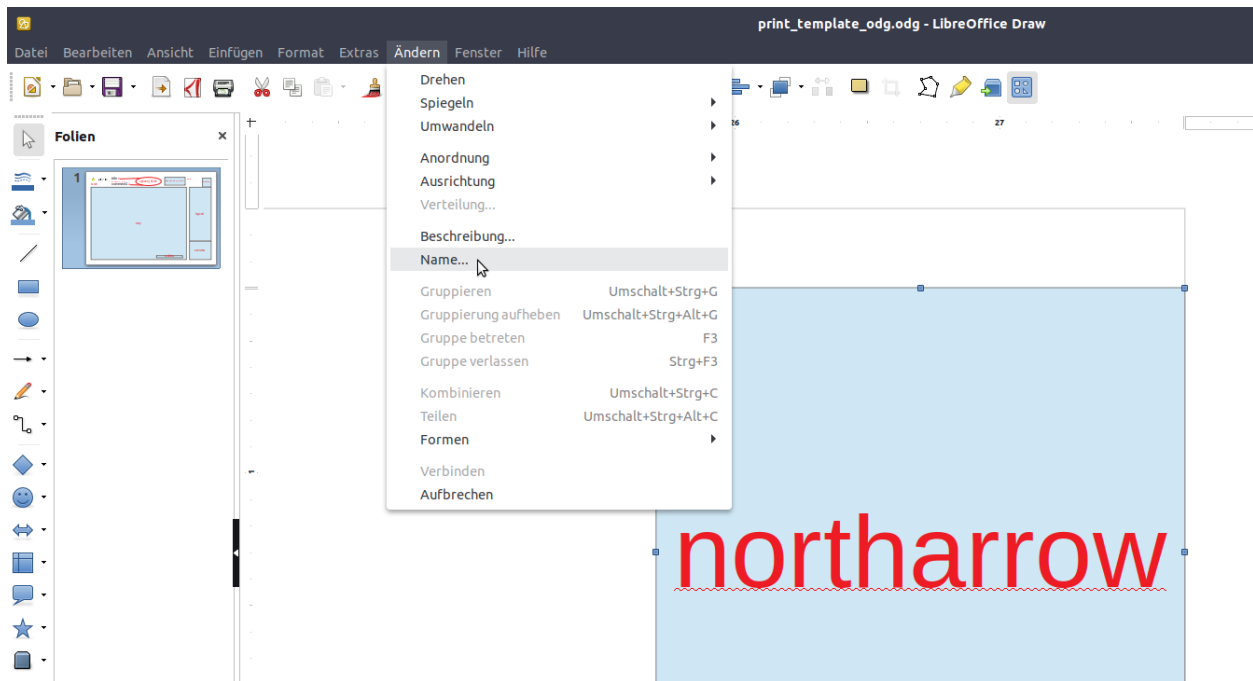 print_template_odg.odg - LibreOffice Draw
Datei Bearbeiten Ansicht Einfügen Format Extras Ändern Fenster Hilfe
Drehen
Spiegeln
Umwandeln
Anordnung
Ausrichtung
Verteilung...
Beschreibung...
Name...
Gruppieren Umschalt+Strg+G
Gruppierung aufheben Umschalt+Strg+Alt+G
Gruppe betreten F3
Gruppe verlassen Strg+F3
Kombinieren Umschalt+Strg+C
Teilen Umschalt+Strg+Alt+C
Formen
Verbinden
Aufbrechen
Folien
1
26 27
1
northarrow